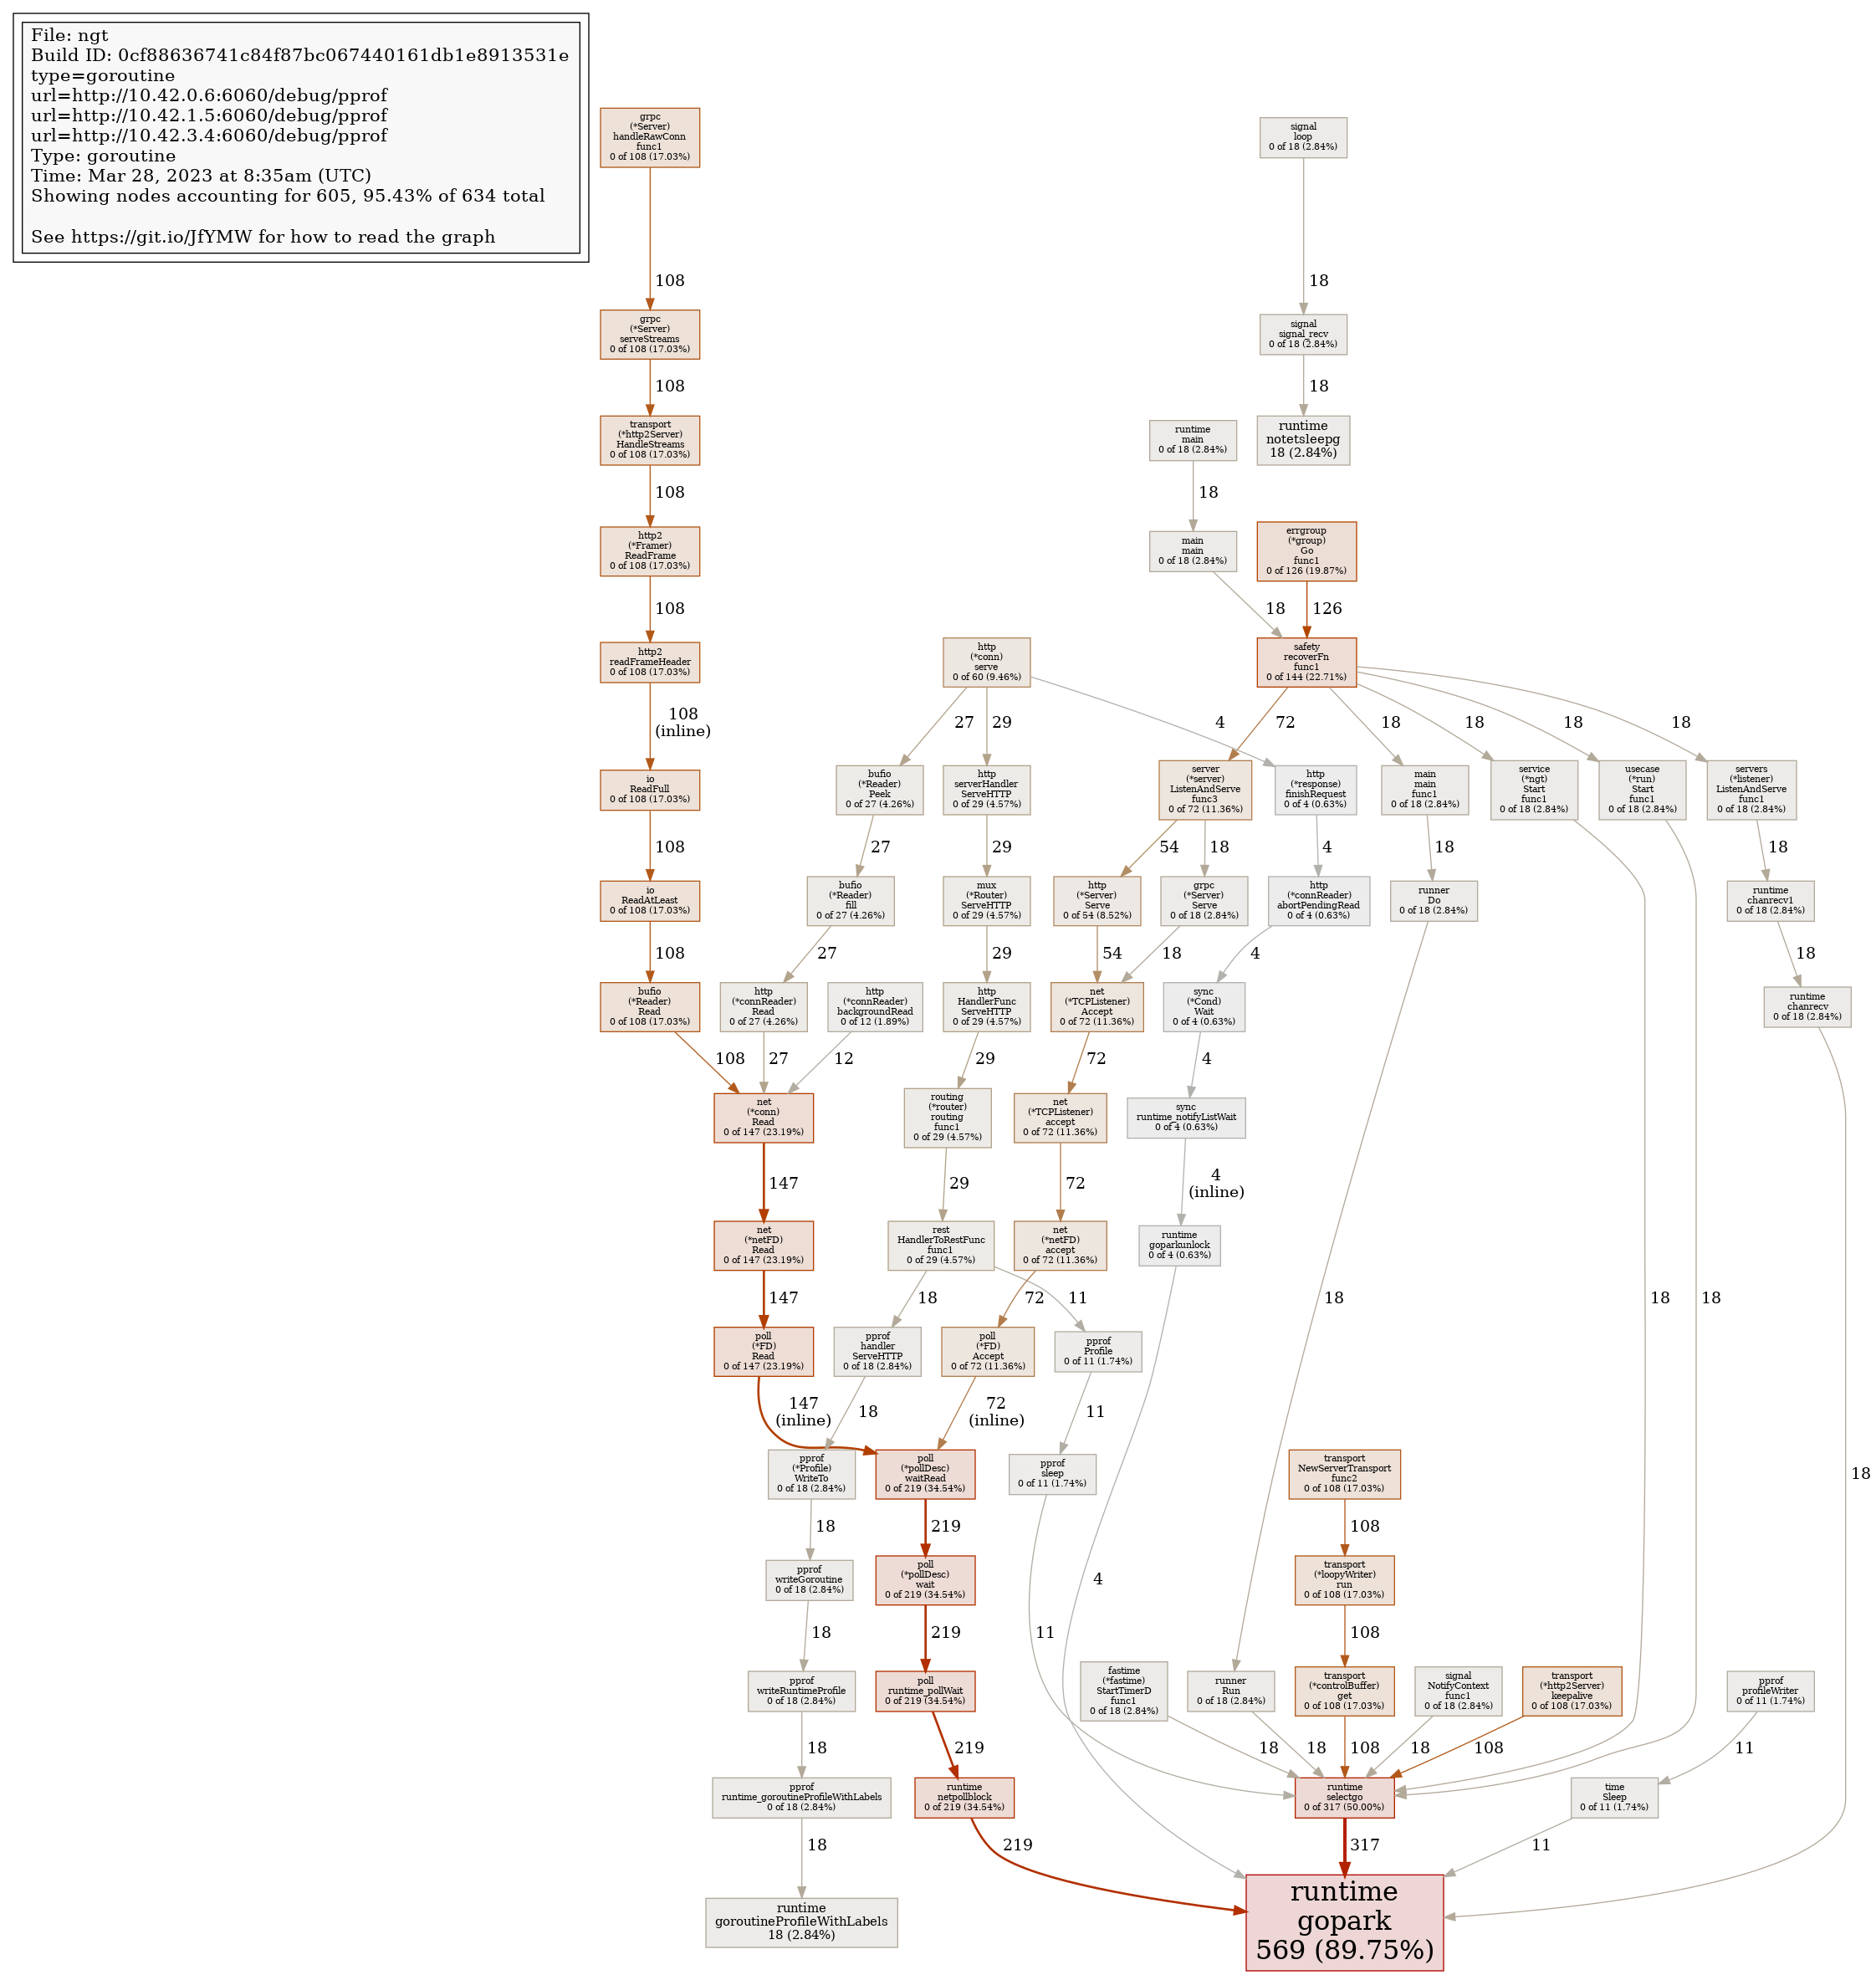 File: ngt
Build ID: 0cf88636741c84f87bc067440161db1e8913531e
type=goroutine
url=http://10.42.0.6:6060/debug/pprof
url=http://10.42.1.5:6060/debug/pprof
url=http://10.42.3.4:6060/debug/pprof
Type: goroutine
Time: Mar 28, 2023 at 8:35am (UTC)
Showing nodes accounting for 605, 95.43% of 634 total
See https://git.io/JfYMW for how to read the graph
grpc
(*Server)
handleRawConn
func1
0 of 108 (17.03%)
108
grpc
(*Server)
serveStreams
0 of 108 (17.03%)
108
transport
(*http2Server)
HandleStreams
0 of 108 (17.03%)
108
http2
(*Framer)
ReadFrame
0 of 108 (17.03%)
108
http2
readFrameHeader
0 of 108 (17.03%)
108
(inline)
io
ReadFull
0 of 108 (17.03%)
108
io
ReadAtLeast
0 of 108 (17.03%)
108
bufio
(*Reader)
Read
0 of 108 (17.03%)
108
signal
loop
0 of 18 (2.84%)
18
signal
signal_recv
0 of 18 (2.84%)
18
runtime
notetsleepg
18 (2.84%)
runtime
main
0 of 18 (2.84%)
18
main
main
0 of 18 (2.84%)
18
errgroup
(*group)
Go
func1
0 of 126 (19.87%)
126
safety
recoverFn
func1
0 of 144 (22.71%)
72
18
18
18
18
http
(*conn)
serve
0 of 60 (9.46%)
27
29
4
bufio
(*Reader)
Peek
0 of 27 (4.26%)
27
bufio
(*Reader)
fill
0 of 27 (4.26%)
27
http
(*connReader)
Read
0 of 27 (4.26%)
27
http
(*connReader)
backgroundRead
0 of 12 (1.89%)
12
net
(*conn)
Read
0 of 147 (23.19%)
147
net
(*netFD)
Read
0 of 147 (23.19%)
147
poll
(*FD)
Read
0 of 147 (23.19%)
147
(inline)
http
serverHandler
ServeHTTP
0 of 29 (4.57%)
29
mux
(*Router)
ServeHTTP
0 of 29 (4.57%)
29
http
HandlerFunc
ServeHTTP
0 of 29 (4.57%)
29
routing
(*router)
routing
func1
0 of 29 (4.57%)
29
rest
HandlerToRestFunc
func1
0 of 29 (4.57%)
18
11
pprof
handler
ServeHTTP
0 of 18 (2.84%)
18
pprof
(*Profile)
WriteTo
0 of 18 (2.84%)
18
pprof
writeGoroutine
0 of 18 (2.84%)
18
pprof
writeRuntimeProfile
0 of 18 (2.84%)
18
pprof
runtime_goroutineProfileWithLabels
0 of 18 (2.84%)
18
runtime
goroutineProfileWithLabels
18 (2.84%)
server
(*server)
ListenAndServe
func3
0 of 72 (11.36%)
54
18
http
(*Server)
Serve
0 of 54 (8.52%)
54
grpc
(*Server)
Serve
0 of 18 (2.84%)
18
net
(*TCPListener)
Accept
0 of 72 (11.36%)
72
net
(*TCPListener)
accept
0 of 72 (11.36%)
72
net
(*netFD)
accept
0 of 72 (11.36%)
72
poll
(*FD)
Accept
0 of 72 (11.36%)
72
(inline)
poll
(*pollDesc)
waitRead
0 of 219 (34.54%)
219
poll
(*pollDesc)
wait
0 of 219 (34.54%)
219
poll
runtime_pollWait
0 of 219 (34.54%)
219
runtime
netpollblock
0 of 219 (34.54%)
219
http
(*response)
finishRequest
0 of 4 (0.63%)
4
http
(*connReader)
abortPendingRead
0 of 4 (0.63%)
4
sync
(*Cond)
Wait
0 of 4 (0.63%)
4
sync
runtime_notifyListWait
0 of 4 (0.63%)
4
(inline)
runtime
goparkunlock
0 of 4 (0.63%)
4
pprof
Profile
0 of 11 (1.74%)
11
pprof
sleep
0 of 11 (1.74%)
11
main
main
func1
0 of 18 (2.84%)
18
runner
Do
0 of 18 (2.84%)
18
runner
Run
0 of 18 (2.84%)
18
service
(*ngt)
Start
func1
0 of 18 (2.84%)
18
usecase
(*run)
Start
func1
0 of 18 (2.84%)
18
servers
(*listener)
ListenAndServe
func1
0 of 18 (2.84%)
18
runtime
chanrecv1
0 of 18 (2.84%)
18
runtime
chanrecv
0 of 18 (2.84%)
18
transport
NewServerTransport
func2
0 of 108 (17.03%)
108
transport
(*loopyWriter)
run
0 of 108 (17.03%)
108
transport
(*controlBuffer)
get
0 of 108 (17.03%)
108
fastime
(*fastime)
StartTimerD
func1
0 of 18 (2.84%)
18
signal
NotifyContext
func1
0 of 18 (2.84%)
18
transport
(*http2Server)
keepalive
0 of 108 (17.03%)
108
pprof
profileWriter
0 of 11 (1.74%)
11
time
Sleep
0 of 11 (1.74%)
11
runtime
selectgo
0 of 317 (50.00%)
317
runtime
gopark
569 (89.75%)